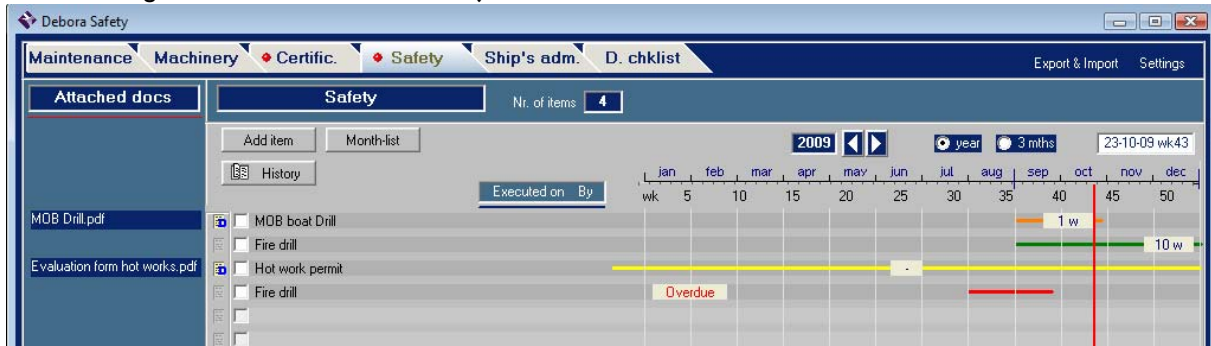 Debora Safety
Maintenance Machinery Certific. Safety Ship's adm. D. chklist Export & Import Settings
Attached docs Safety Nr. of items 4
Add item Month-list 2009 year 3 mths 23-10-09 wk43
History jan feb mar apr may jun jul aug sep oct nov dec
Executed on By wk 5 10 15 20 25 30 35 40 45 50
MOB Drill.pdf MOB boat Drill 1 w
Fire drill 10 w
Evaluation form hot works.pdf Hot work permit -
Fire drill Overdue